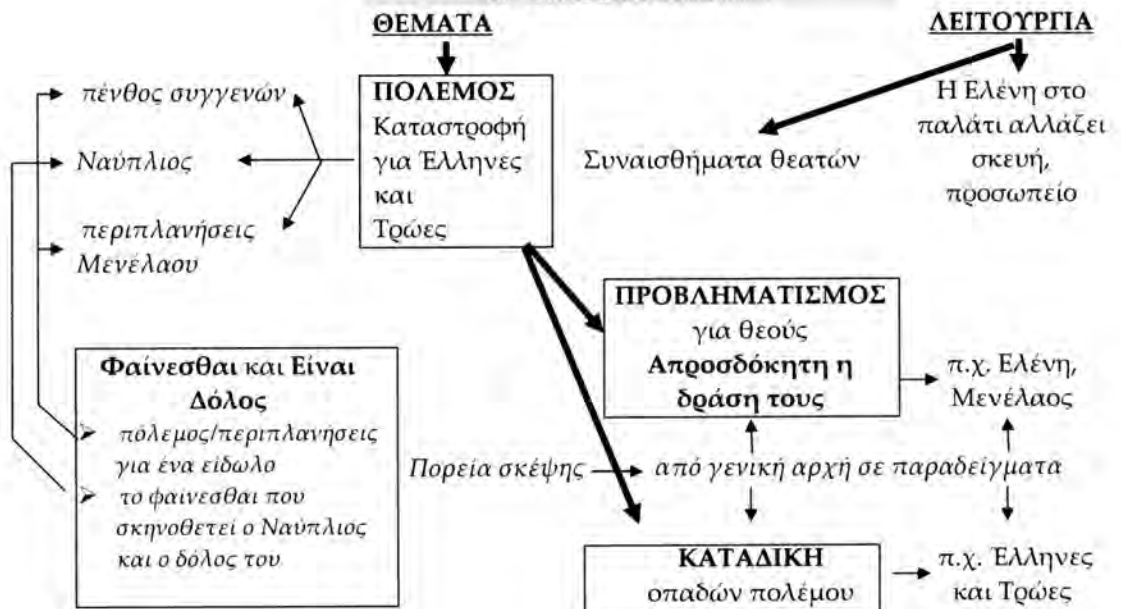 ΘΕΜΑΤΑ
ΛΕΙΤΟΥΡΓΙΑ
πένθος συγγενών
Ναύπλιος
περιπλανήσεις
Μενέλαου
ΠΟΛΕΜΟΣ
Καταστροφή
για Έλληνες
και
Τρώες
Συναισθήματα θεατών
Η Ελένη στο
παλάτι αλλάζει
σκευή,
προσωπείο
ΠΡΟΒΛΗΜΑΤΙΣΜΟΣ
για θεούς
Απροσδόκητη η
δράση τους
π.χ. Ελένη,
Μενέλαος
Φαίνεσθαι και Είναι
Δόλος
πόλεμος/περιπλανήσεις
για ένα είδωλο
το φαίνεσθαι που
σκηνοθετεί ο Ναύπλιος
και ο δόλος του
Πορεία σκέψης
από γενική αρχή σε παραδείγματα
ΚΑΤΑΔΙΚΗ
οπαδών πολέμου
π.χ. Έλληνες
και Τρώες